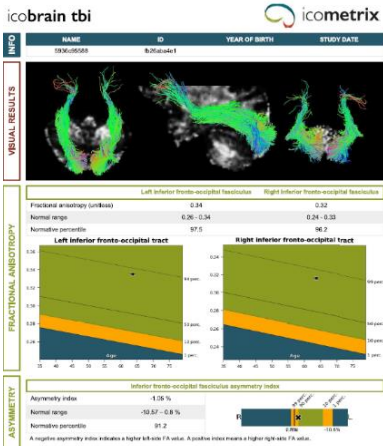 icobrain tbi
icometrix
INFO
NAME ID YEAR OF BIRTH STUDY DATE
VISUAL RESULTS
Left inferior fronto-occipital fasciculus Right inferior fronto-occipital fasciculus
Fractional anisotropy (unitless) 0.34 0.32
Normal range 0.26 - 0.34 0.24 - 0.33
Normative percentile 97.5 96.2
FRACTIONAL ANISOTROPY
Left inferior fronto-occipital tract Right inferior fronto-occipital tract
Age Age
ASYMMETRY
Inferior fronto-occipital fasciculus asymmetry index
Asymmetry index -1.06 %
Normal range -10.57 - 0.8 %
Normative percentile 91.2
R L
A negative asymmetry index indicates a higher left-side FA value. A positive index means a higher right-side FA value.